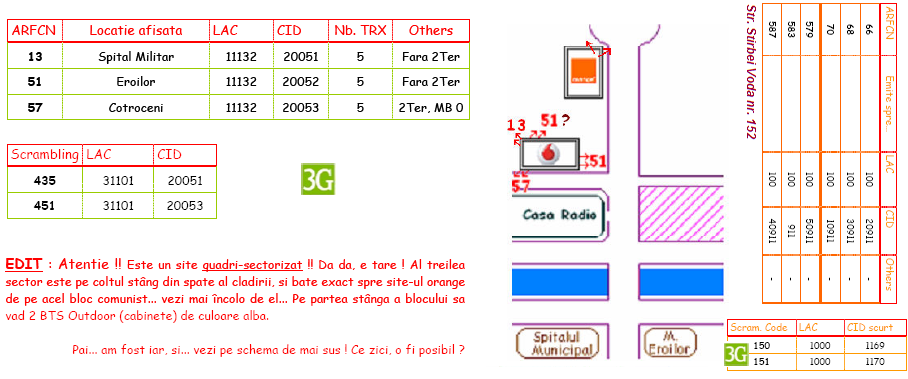 ARFCN Locatie afisata LAC CID Nb. TRX Others
13 Spital Militar 11132 20051 5 Fara 2Ter
51 Eroilor 11132 20052 5 Fara 2Ter
57 Cotroceni 11132 20053 5 2Ter, MB 0
Scrambling LAC CID
435 31101 20051
451 31101 20053
3G
EDIT : Atentie !! Este un site quadri-sectorizat !! Da da, e tare ! Al treilea
sector este pe coltul stâng din spate al cladirii, si bate exact spre site-ul orange
de pe acel bloc comunist... vezi mai încolo de el... Pe partea stânga a blocului sa
vad 2 BTS Outdoor (cabinete) de culoare alba.
Pai... am fost iar, si... vezi pe schema de mai sus ! Ce zici, o fi posibil ?
13 51 ?
51
57
Casa Radio
Spitalul
Municipal
M.
Eroilor
Str. Stirbei Voda nr. 152
ARFCN Emite spre... LAC CID Others
66 100 20911 -
68 100 30911 -
70 100 10911 -
579 100 50911 -
583 100 911 -
587 100 40911 -
Scram. Code LAC CID scurt
3G
150 1000 1169
151 1000 1170